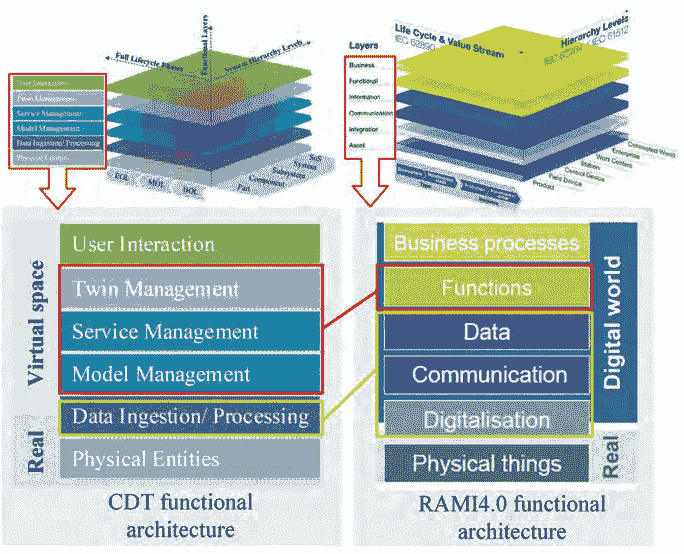 Full Lifecycle Phases
Functional Layers
System Hierarchy Levels
User Interaction
Twin Management
Service Management
Model Management
Data Ingestion/Processing
Physical Entities
EOL
MOL
BOL
SoS
System
Subsystem
Component
Part
Layers
Business
Functional
Information
Communication
Integration
Asset
Life Cycle & Value Stream
IEC 62890
Hierarchy Levels
IEC 62264 / IEC 61512
Connected World
Enterprise
Work Centers
Station
Control Device
Field Device
Product
Virtual space
Real
User Interaction
Twin Management
Service Management
Model Management
Data Ingestion/ Processing
Physical Entities
CDT functional
architecture
Business processes
Functions
Data
Communication
Digitalisation
Physical things
Digital world
Real
RAMI4.0 functional
architecture